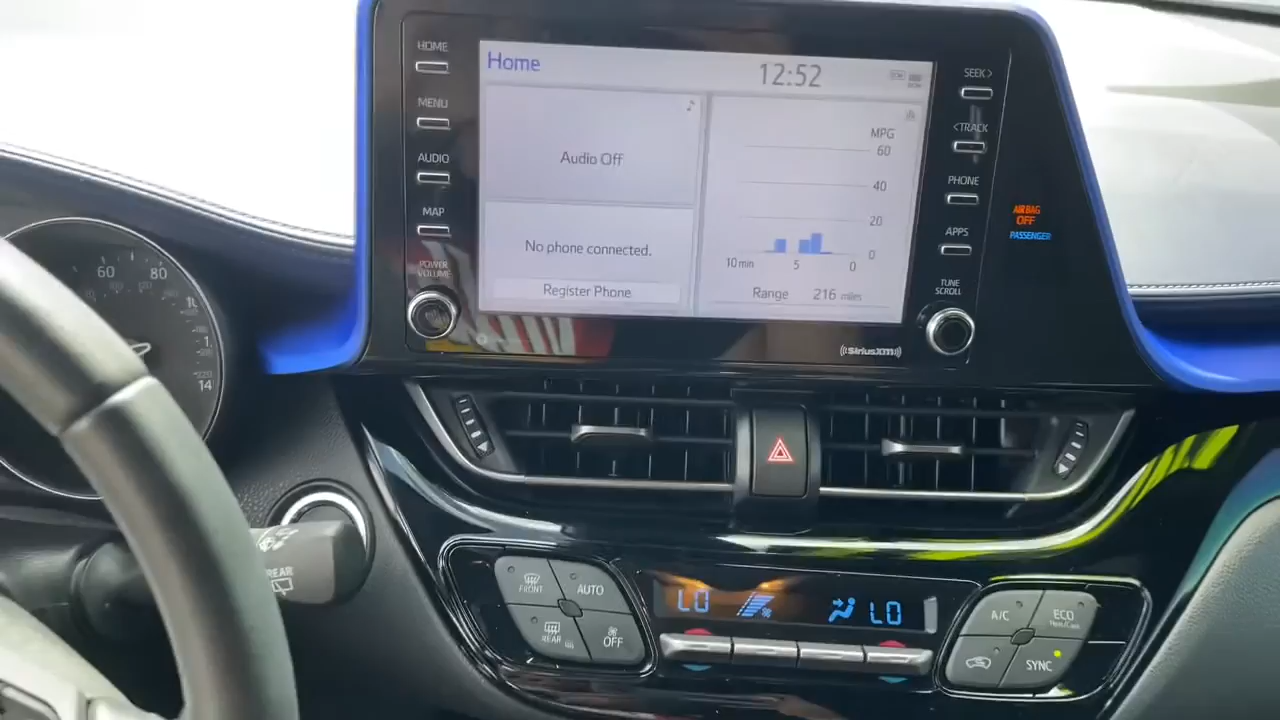 HOME
MENU
AUDIO
MAP
POWER
VOLUME
Home
12:52
Audio Off
No phone connected.
Register Phone
MPG
60
40
20
0
10 min
5
0
Range 216 miles
SEEK >
< TRACK
PHONE
APPS
TUNE
SCROLL
((SiriusXM))
AIR BAG
OFF
PASSENGER
60
80
14
REAR
FRONT
AUTO
REAR
OFF
LO
LO
A/C
ECO
SYNC